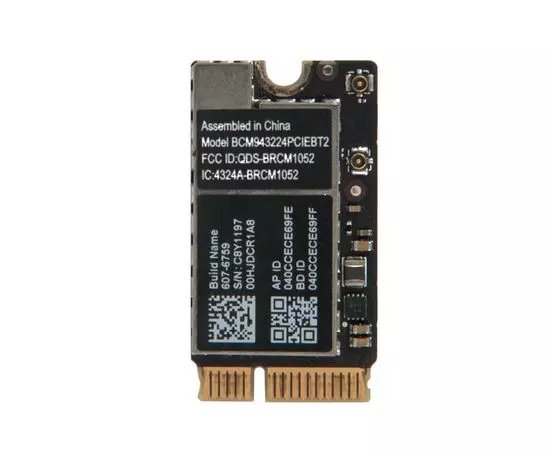 Assembled in China
Model BCM943224PCIEBT2
FCC ID:QDS-BRCM1052
IC:4324A-BRCM1052
Build Name
607-6759
S/N: C8Y1197
00HJDCR1A8
AP ID
040CCECE69FE
BD ID
040CCECE69FF